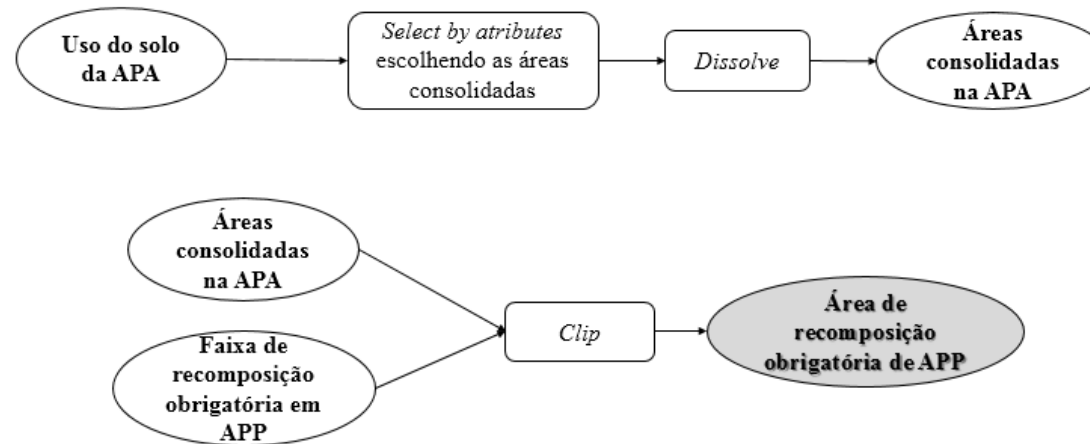 Uso do solo
da APA
Select by atributes
escolhendo as áreas
consolidadas
Dissolve
Áreas
consolidadas
na APA
Áreas
consolidadas
na APA
Faixa de
recomposição
obrigatória em
APP
Clip
Área de
recomposição
obrigatória de APP